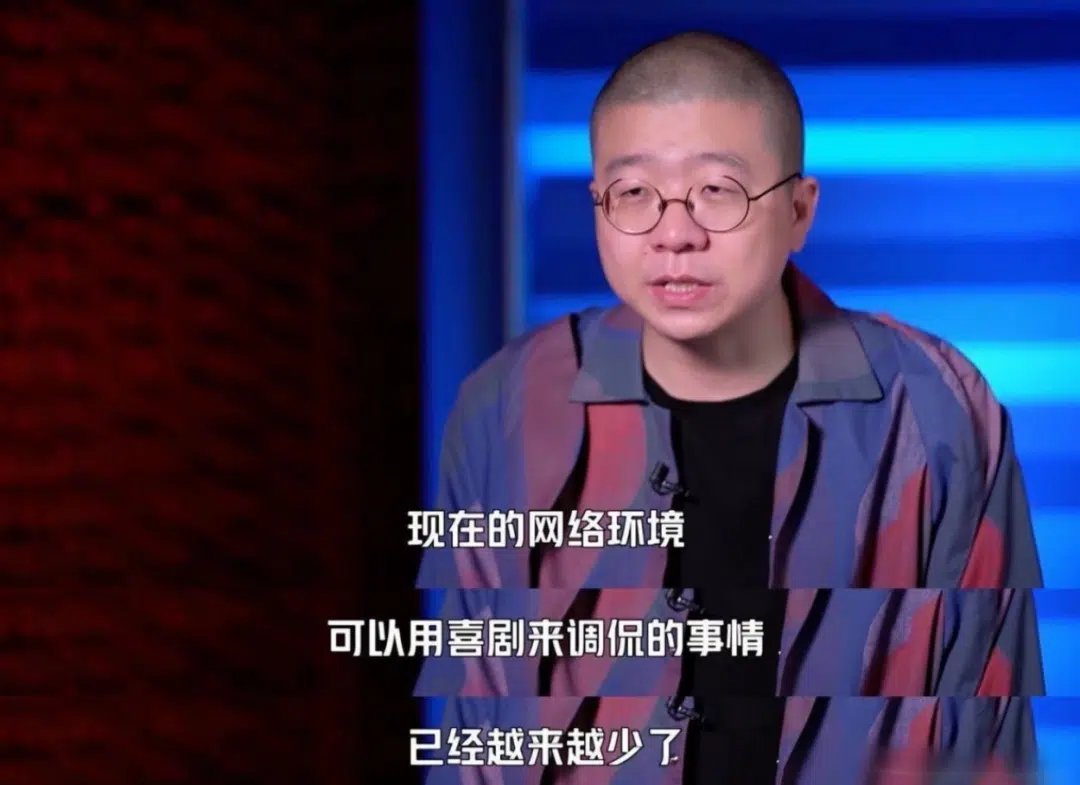 现在的网络环境
可以用喜剧来调侃的事情
已经越来越少了